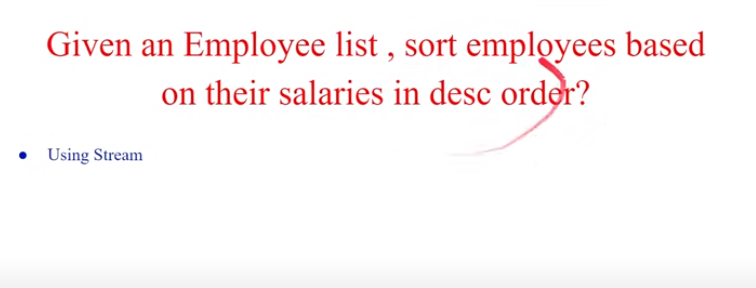 Given an Employee list , sort employees based
on their salaries in desc order?
• Using Stream